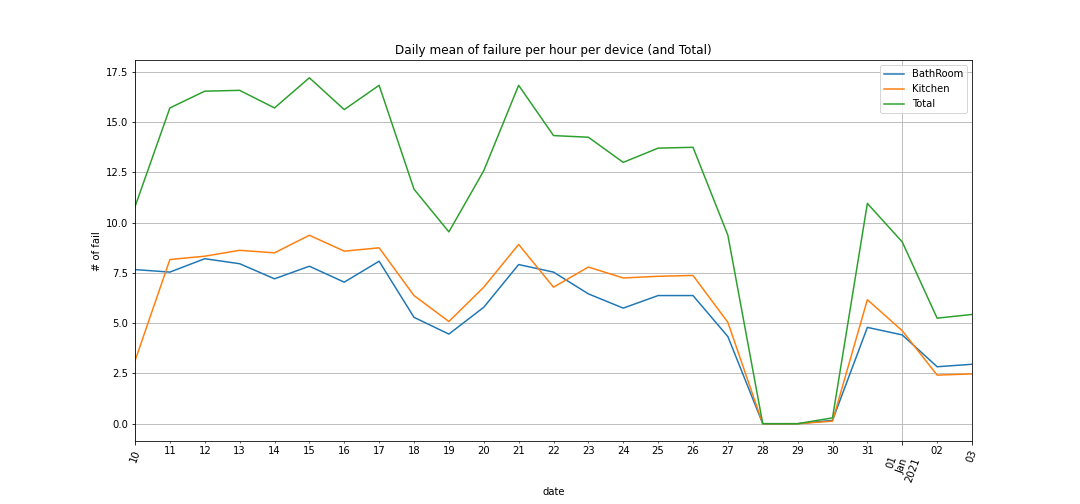 Daily mean of failure per hour per device (and Total)
BathRoom
Kitchen
Total
17.5
15.0
12.5
10.0
7.5
5.0
2.5
0.0
# of fail
10 11 12 13 14 15 16 17 18 19 20 21 22 23 24 25 26 27 28 29 30 31 01 02 03
Jan
2021
date